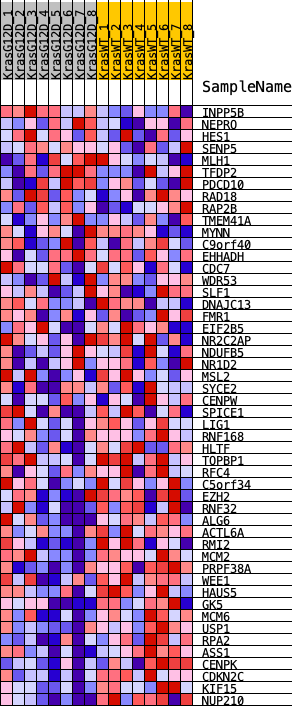 KrasG12D_1
KrasG12D_2
KrasG12D_3
KrasG12D_4
KrasG12D_5
KrasG12D_6
KrasG12D_7
KrasG12D_8
KrasWT_1
KrasWT_2
KrasWT_3
KrasWT_4
KrasWT_5
KrasWT_6
KrasWT_7
KrasWT_8
SampleName
INPP5B
NEPRO
HES1
SENP5
MLH1
TFDP2
PDCD10
RAD18
RAP2B
TMEM41A
MYNN
C9orf40
EHHADH
CDC7
WDR53
SLF1
DNAJC13
FMR1
EIF2B5
NR2C2AP
NDUFB5
NR1D2
MSL2
SYCE2
CENPW
SPICE1
LIG1
RNF168
HLTF
TOPBP1
RFC4
C5orf34
EZH2
RNF32
ALG6
ACTL6A
RMI2
MCM2
PRPF38A
WEE1
HAUS5
GK5
MCM6
USP1
RPA2
ASS1
CENPK
CDKN2C
KIF15
NUP210